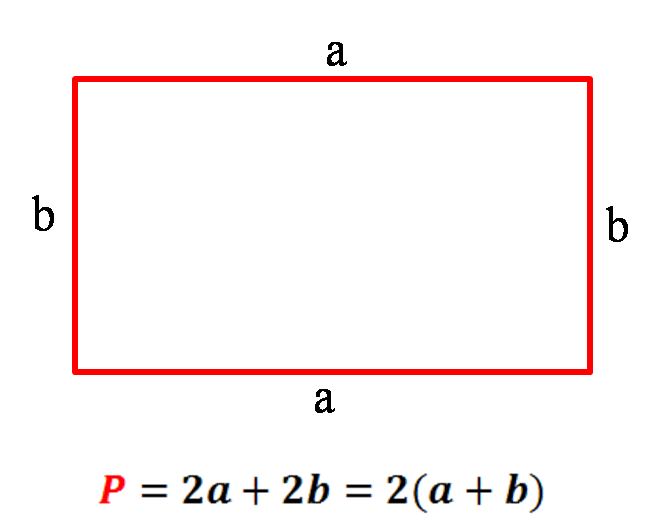 a
b
b
a
P = 2a + 2b = 2(a + b)